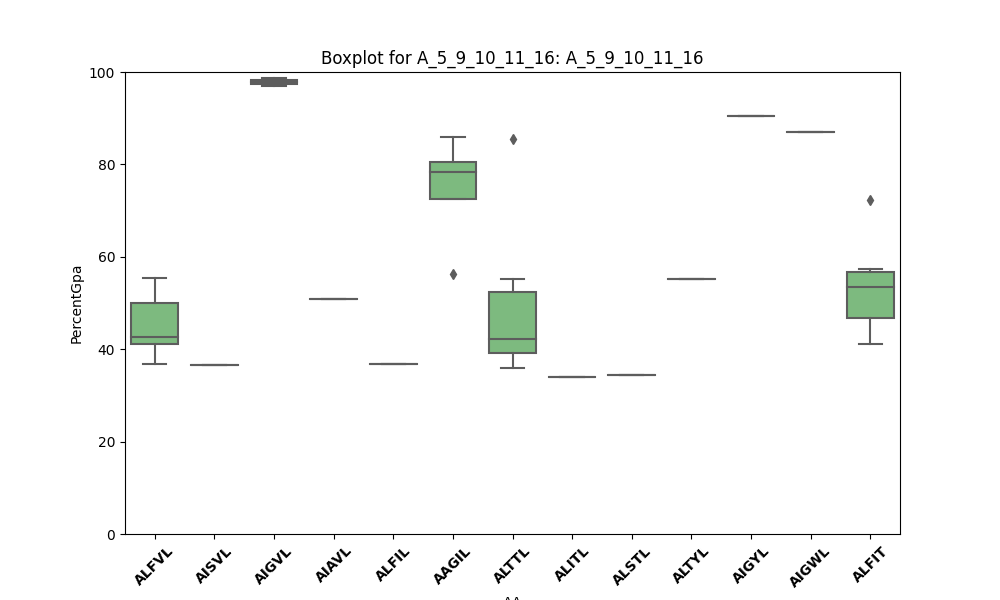 Boxplot for A_5_9_10_11_16: A_5_9_10_11_16
PercentGpa
100
80
60
40
20
0
ALFVL
AISVL
AIGVL
AIAVL
ALFIL
AAGIL
ALTTL
ALITL
ALSTL
ALTYL
AIGYL
AIGWL
ALFIT